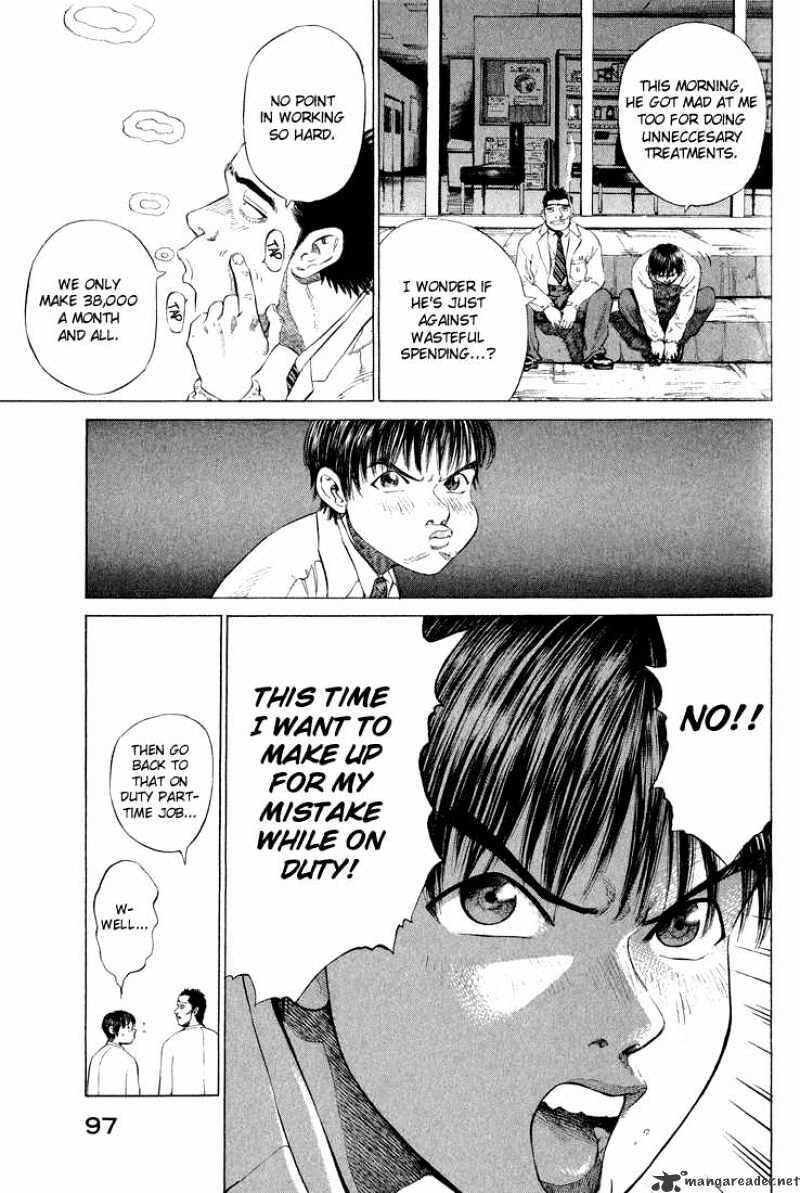 THIS MORNING,
HE GOT MAD AT ME
TOO FOR DOING
UNNECCESARY
TREATMENTS.
I WONDER IF
HE'S JUST
AGAINST
WASTEFUL
SPENDING...?
NO POINT
IN WORKING
SO HARD.
WE ONLY
MAKE 38,000
A MONTH
AND ALL.
NO!!
THIS TIME
I WANT TO
MAKE UP
FOR MY
MISTAKE
WHILE ON
DUTY!
THEN GO
BACK TO
THAT ON
DUTY PART-
TIME JOB...
W-
WELL...
97
mangareader.net